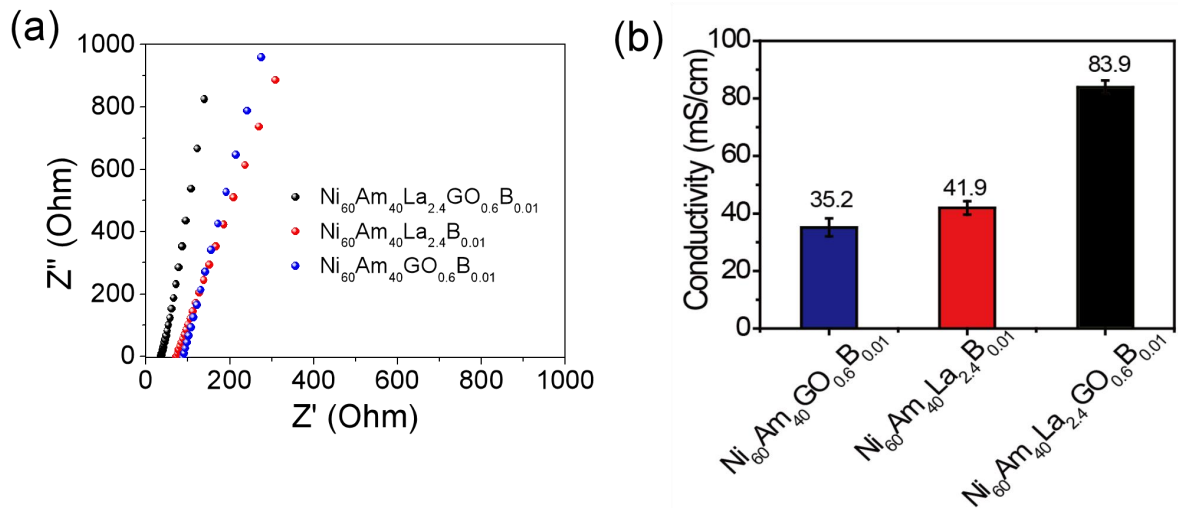 (a)
1000
800
600
400
200
0
Z'' (Ohm)
Ni₆₀Am₄₀La₂.₄GO₀.₆B₀.₀₁
Ni₆₀Am₄₀La₂.₄B₀.₀₁
Ni₆₀Am₄₀GO₀.₆B₀.₀₁
0 200 400 600 800 1000
Z' (Ohm)
(b)
100
80
60
40
20
0
Conductivity (mS/cm)
35.2
41.9
83.9
Ni₆₀Am₄₀GO₀.₆B₀.₀₁
Ni₆₀Am₄₀La₂.₄B₀.₀₁
Ni₆₀Am₄₀La₂.₄GO₀.₆B₀.₀₁